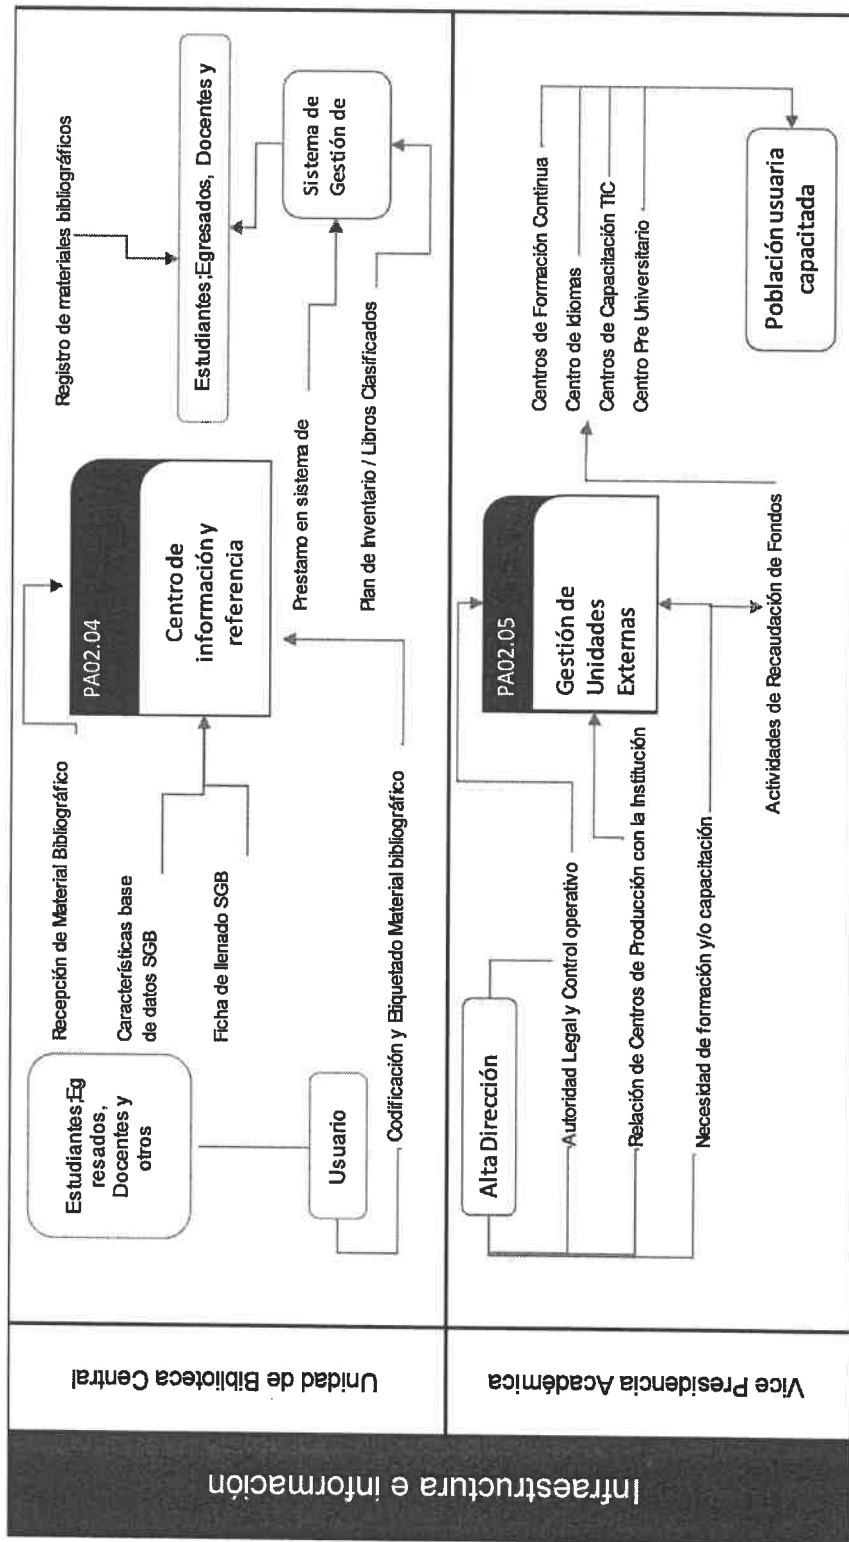 Infraestructura e información
Unidad de Biblioteca Central
Estudiantes;Eg
resados,
Docentes y
otros
Usuario
Recepción de Material Bibliográfico
Características base
de datos SGB
Ficha de llenado SGB
Codificación y Etiquetado Material bibliográfico
PA02.04
Centro de
información y
referencia
Registro de materiales bibliográficos
Estudiantes;Egresados, Docentes y
Sistema de
Gestión de
Prestamo en sistema de
Plan de Inventario / Libros Clasificados
Vice Presidencia Académica
Alta Dirección
Autoridad Legal y Control operativo
Relación de Centros de Producción con la Institución
Necesidad de formación y/o capacitación
PA02.05
Gestión de
Unidades
Externas
Actividades de Recaudación de Fondos
Centros de Formación Continua
Centro de Idiomas
Centros de Capacitación TIC
Centro Pre Universitario
Población usuaria
capacitada